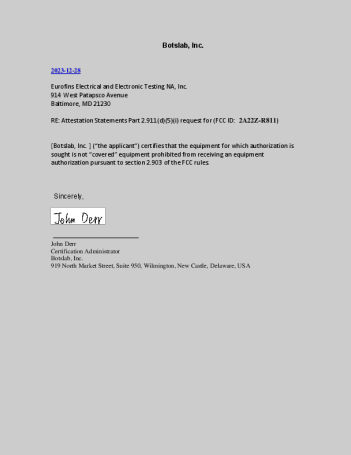 Botslab, Inc.
2023-12-28
Eurofins Electrical and Electronic Testing NA, Inc.
914 West Patapsco Avenue
Baltimore, MD 21230
RE: Attestation Statements Part 2.911(d)(5)(i) request for (FCC ID: 2A22Z-R811)
[Botslab, Inc. ] (“the applicant”) certifies that the equipment for which authorization is
sought is not “covered” equipment prohibited from receiving an equipment
authorization pursuant to section 2.903 of the FCC rules.
Sincerely,
John Derr
John Derr
Certification Administrator
Botslab, Inc.
919 North Market Street, Suite 950, Wilmington, New Castle, Delaware, USA